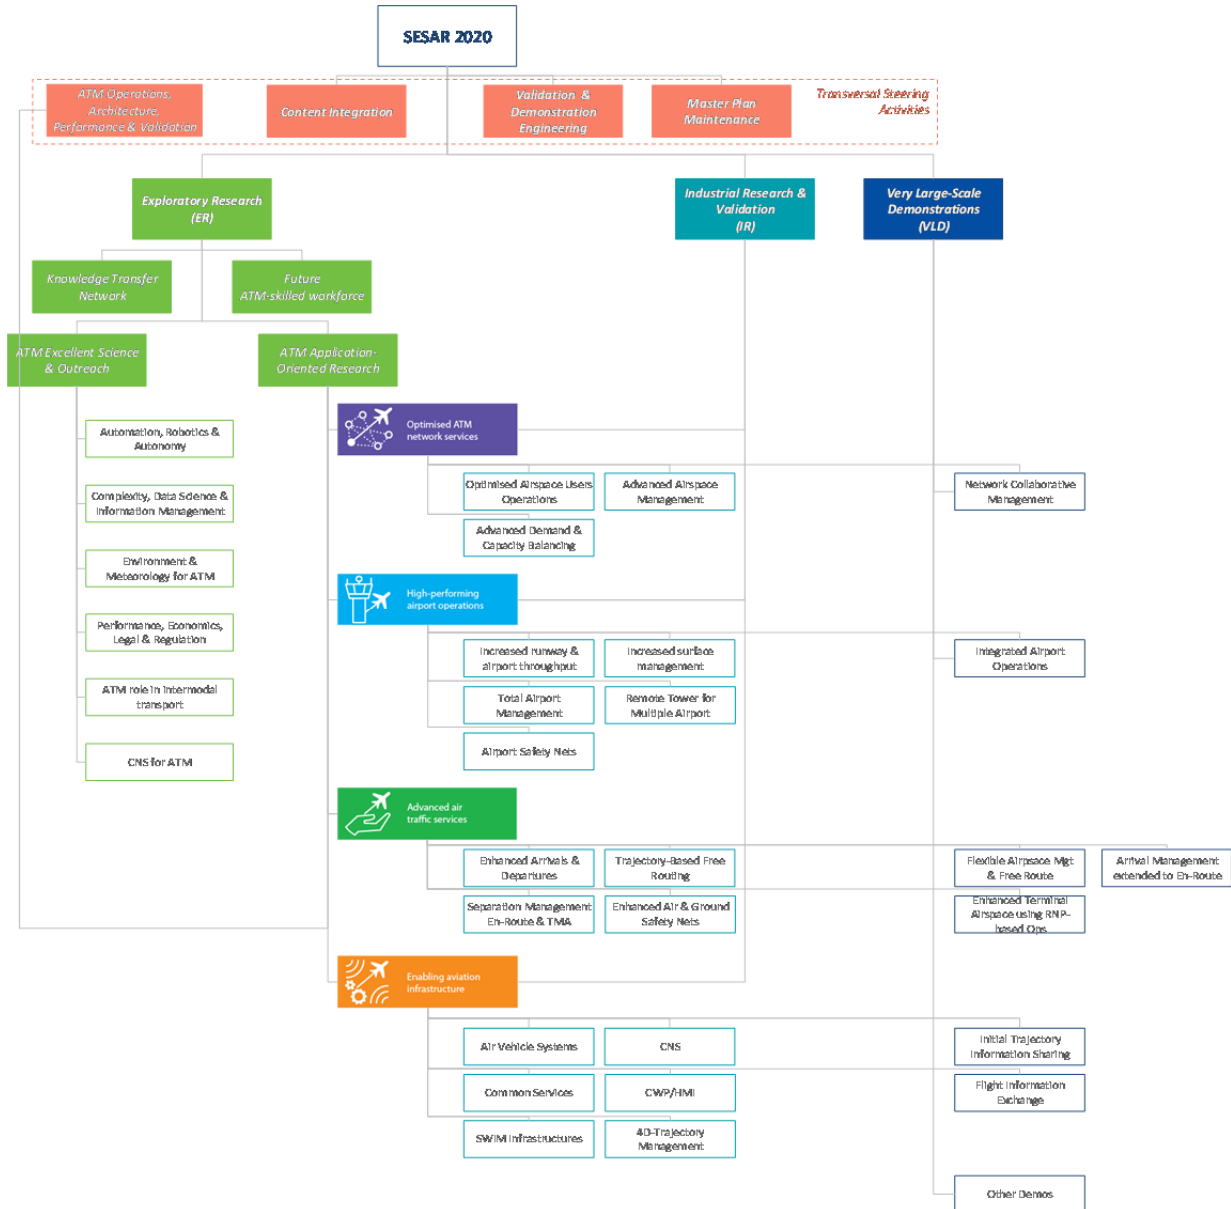 SESAR 2020
ATM Operations,
Architecture,
Performance & Validation
Content Integration
Validation &
Demonstration
Engineering
Master Plan
Maintenance
Transversal Steering
Activities
Exploratory Research
(ER)
Industrial Research &
Validation
(IR)
Very Large-Scale
Demonstrations
(VLD)
Knowledge Transfer
Network
Future
ATM-skilled workforce
ATM Excellent Science
& Outreach
ATM Application-
Oriented Research
Automation, Robotics &
Autonomy
Complexity, Data Science &
Information Management
Environment &
Meteorology for ATM
Performance, Economics,
Legal & Regulation
ATM role in intermodal
transport
CNS for ATM
Optimised ATM
network services
Optimised Airspace Users
Operations
Advanced Airspace
Management
Network Collaborative
Management
Advanced Demand &
Capacity Balancing
High-performing
airport operations
Increased runway &
airport throughput
Increased surface
management
Integrated Airport
Operations
Total Airport
Management
Remote Tower for
Multiple Airport
Airport Safety Nets
Advanced air
traffic services
Enhanced Arrivals &
Departures
Trajectory-Based Free
Routing
Flexible Airpsace Mgt
& Free Route
Arrival Management
extended to En-Route
Separation Management
En-Route & TMA
Enhanced Air & Ground
Safety Nets
Enhanced Terminal
Airspace using RNP-
based Ops
Enabling aviation
infrastructure
Air Vehicle Systems
CNS
Initial Trajectory
Information Sharing
Common Services
CWP/HMI
Flight Information
Exchange
SWIM Infrastructures
4D-Trajectory
Management
Other Demos